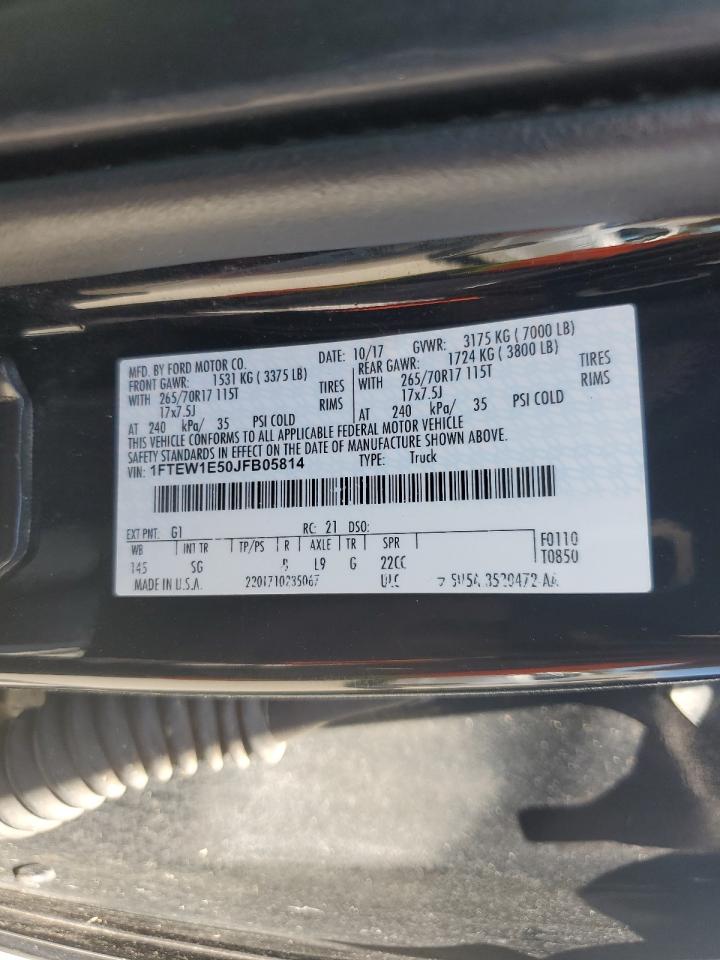 MFD. BY FORD MOTOR CO. DATE: 10/17 GVWR: 3175 KG ( 7000 LB)
FRONT GAWR: 1531 KG ( 3375 LB) REAR GAWR: 1724 KG ( 3800 LB)
WITH 265/70R17 115T TIRES WITH 265/70R17 115T TIRES
17x7.5J RIMS 17x7.5J RIMS
AT 240 kPa/ 35 PSI COLD AT 240 kPa/ 35 PSI COLD
THIS VEHICLE CONFORMS TO ALL APPLICABLE FEDERAL MOTOR VEHICLE
SAFETY STANDARDS IN EFFECT ON THE DATE OF MANUFACTURE SHOWN ABOVE.
VIN: 1FTEW1E50JFB05814 TYPE: Truck
EXT PNT: G1 RC: 21 DSO:
WB INT TR TP/PS R AXLE TR SPR F0110
145 SG L9 G 22CC T0850
MADE IN U.S.A. 2201710235067